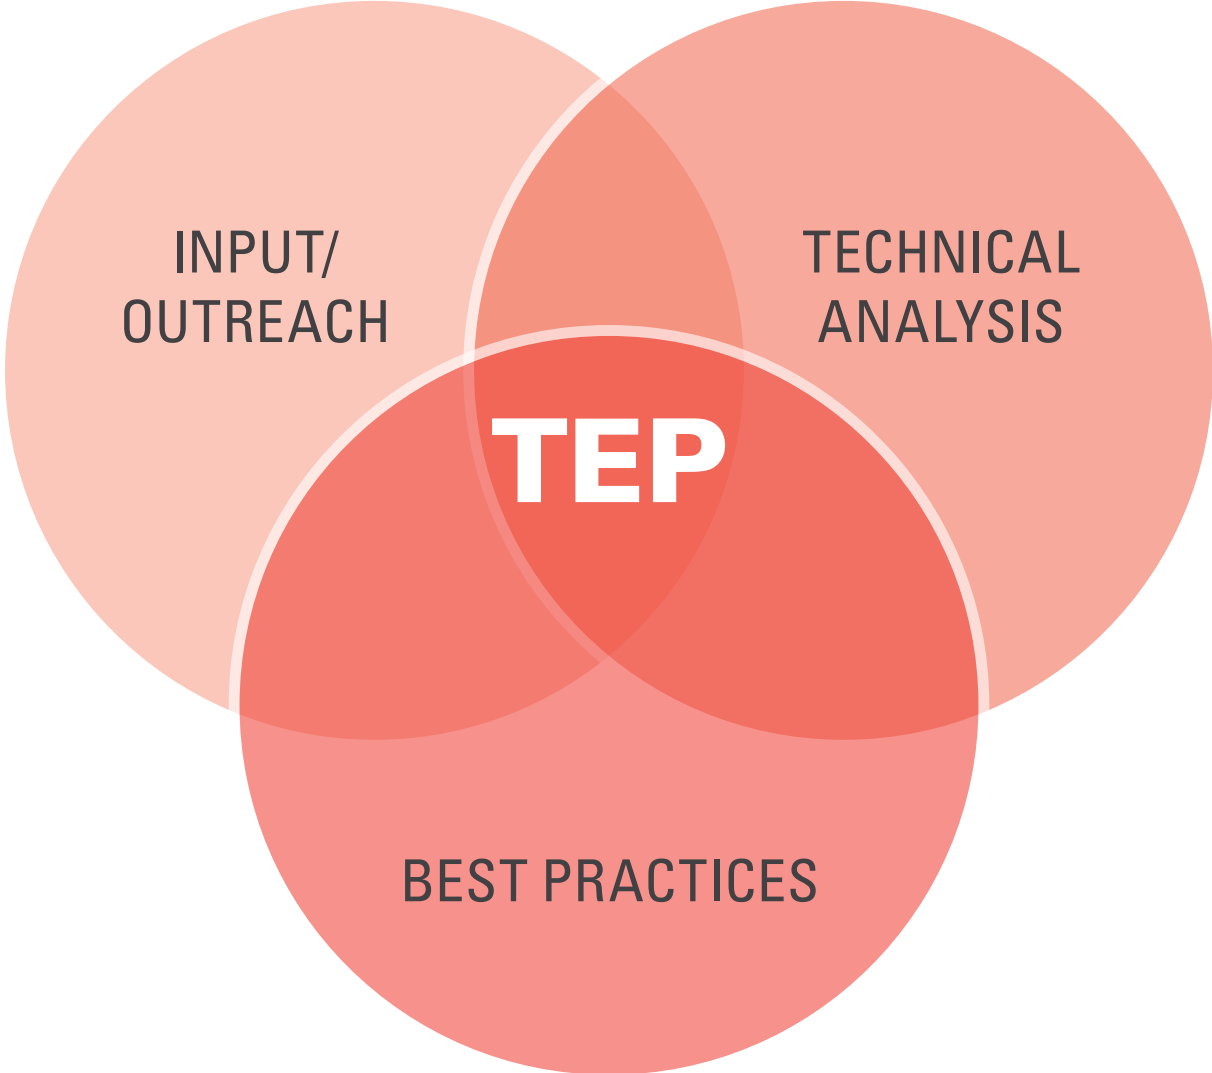 INPUT/
OUTREACH
TECHNICAL
ANALYSIS
TEP
BEST PRACTICES